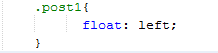 .post1{
float: left;
}